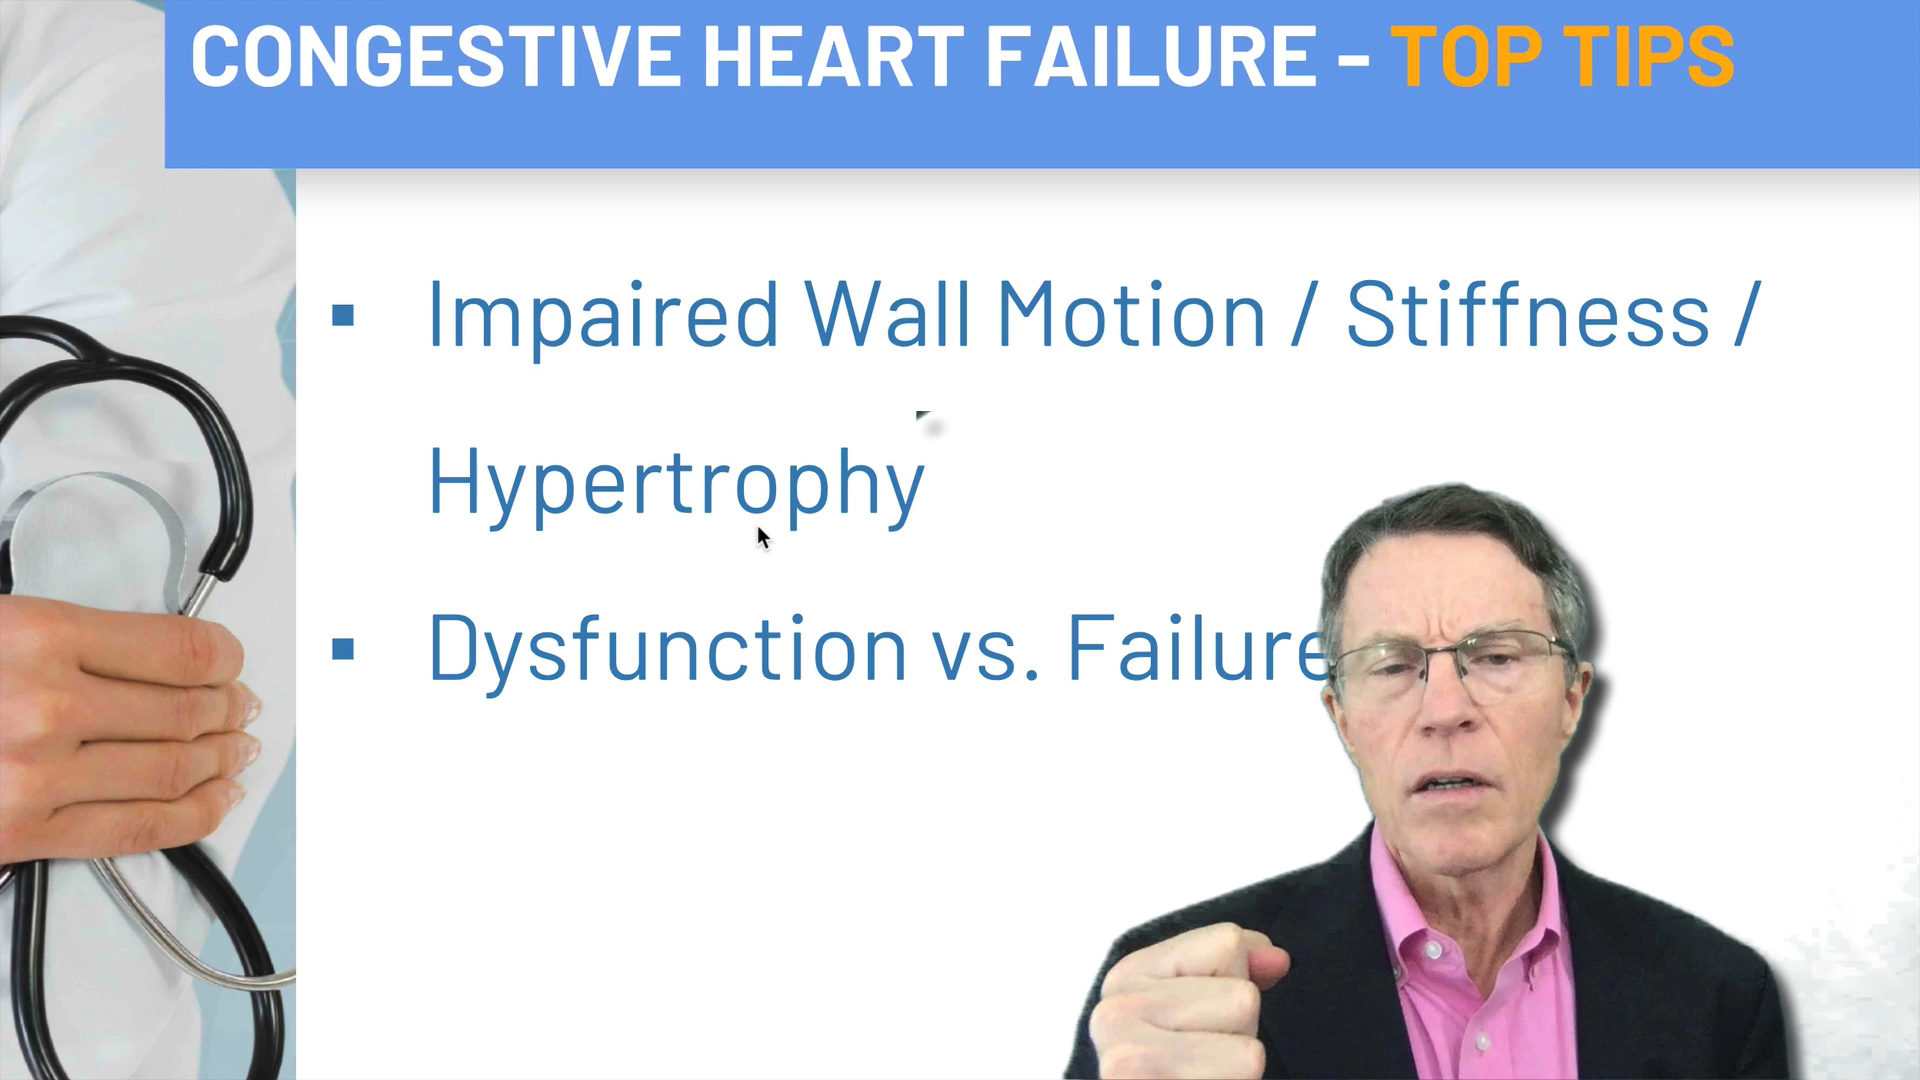 CONGESTIVE HEART FAILURE - TOP TIPS
▪ Impaired Wall Motion / Stiffness /
Hypertrophy
▪ Dysfunction vs. Failure